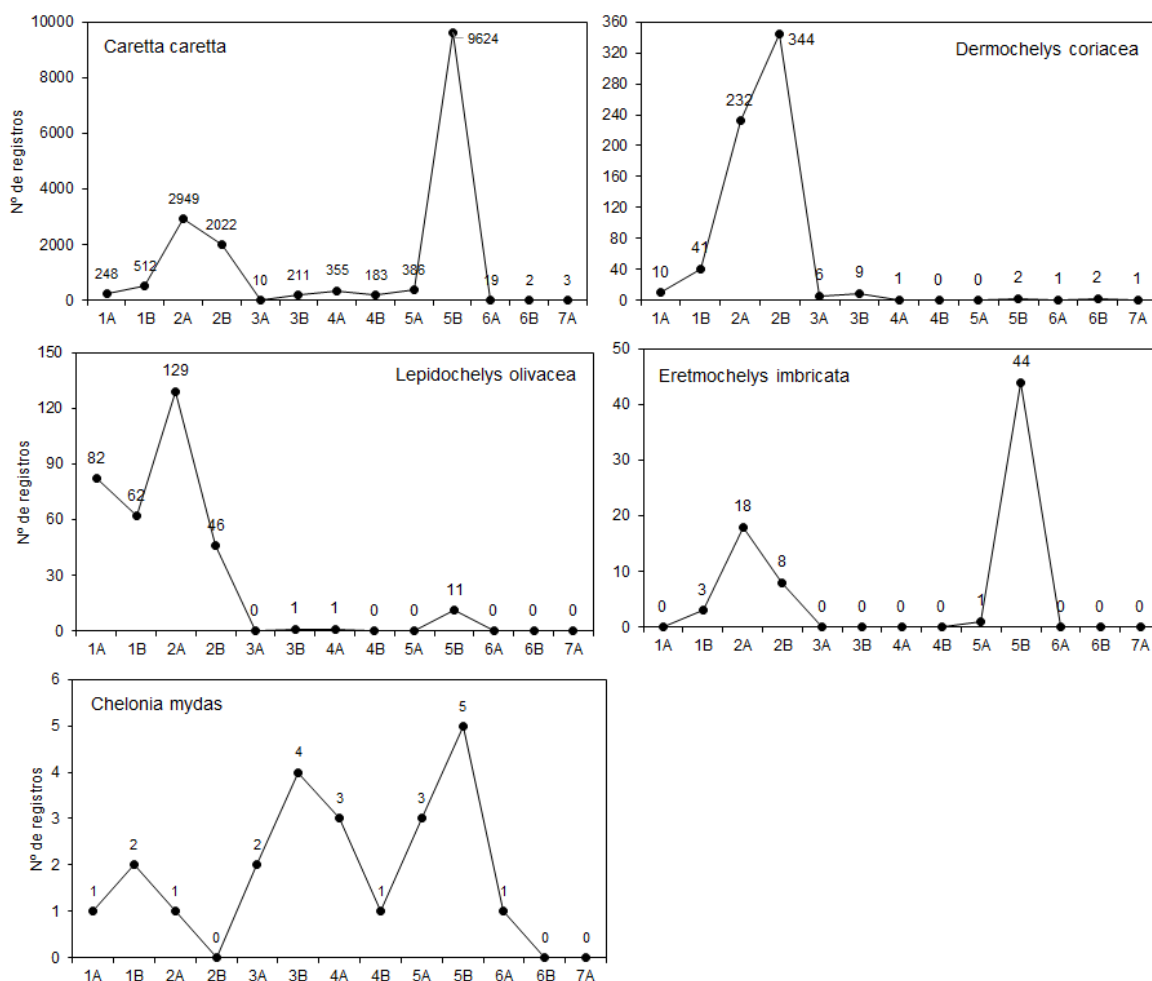 Caretta caretta
Nº de registros
10000
8000
6000
4000
2000
0
248 512 2949 2022 10 211 355 183 386 9624 19 2 3
1A 1B 2A 2B 3A 3B 4A 4B 5A 5B 6A 6B 7A
Dermochelys coriacea
360
320
280
240
200
160
120
80
40
0
10 41 232 344 6 9 1 0 0 2 1 2 1
1A 1B 2A 2B 3A 3B 4A 4B 5A 5B 6A 6B 7A
Lepidochelys olivacea
Nº de registros
150
120
90
60
30
0
82 62 129 46 0 1 1 0 0 11 0 0 0
1A 1B 2A 2B 3A 3B 4A 4B 5A 5B 6A 6B 7A
Eretmochelys imbricata
50
40
30
20
10
0
0 3 18 8 0 0 0 0 1 44 0 0 0
1A 1B 2A 2B 3A 3B 4A 4B 5A 5B 6A 6B 7A
Chelonia mydas
Nº de registros
6
5
4
3
2
1
0
1 2 1 0 2 4 3 1 3 5 1 0 0
1A 1B 2A 2B 3A 3B 4A 4B 5A 5B 6A 6B 7A